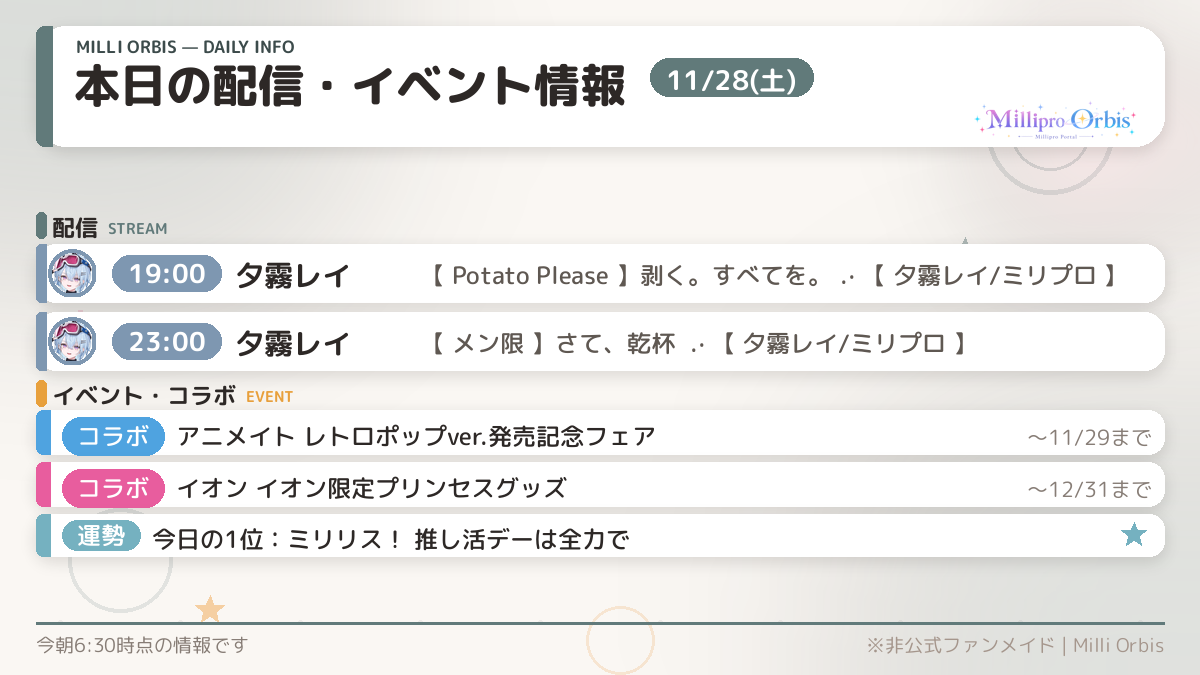 MILLI ORBIS — DAILY INFO
本日の配信・イベント情報 11/28(土)
Millipro Orbis
Millipro Portal
配信 STREAM
19:00 夕霧レイ 【 Potato Please 】剥く。すべてを。 .·【 夕霧レイ/ミリプロ 】
23:00 夕霧レイ 【 メン限 】さて、乾杯 .·【 夕霧レイ/ミリプロ 】
イベント・コラボ EVENT
コラボ アニメイト レトロポップver.発売記念フェア ～11/29まで
コラボ イオン イオン限定プリンセスグッズ ～12/31まで
運勢 今日の1位：ミリリス！ 推し活デーは全力で
今朝6:30時点の情報です ※非公式ファンメイド | Milli Orbis